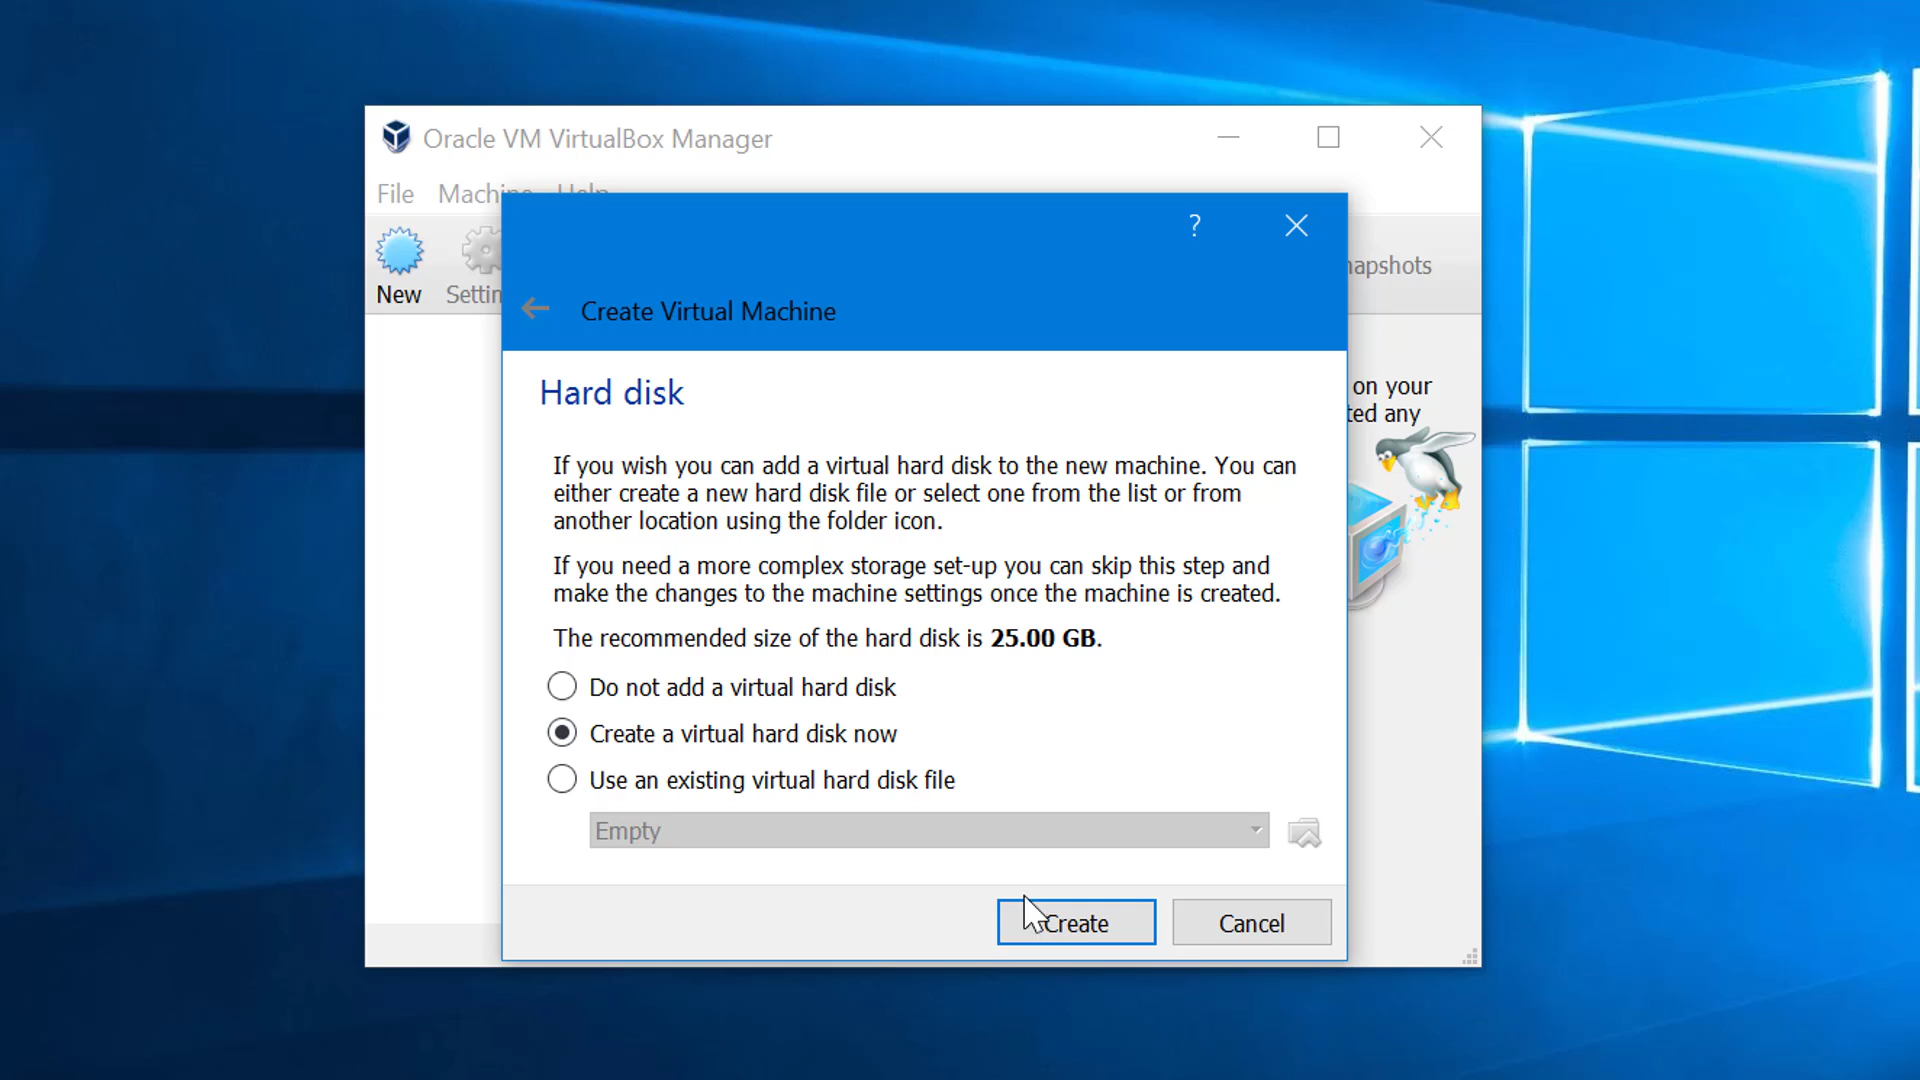 Oracle VM VirtualBox Manager
File Machine Help
?
New
Create Virtual Machine
Hard disk
on your
any
If you wish you can add a virtual hard disk to the new machine. You can
either create a new hard disk file or select one from the list or from
another location using the folder icon.
If you need a more complex storage set-up you can skip this step and
make the changes to the machine settings once the machine is created.
The recommended size of the hard disk is 25.00 GB.
Do not add a virtual hard disk
Create a virtual hard disk now
Use an existing virtual hard disk file
Empty
Create
Cancel